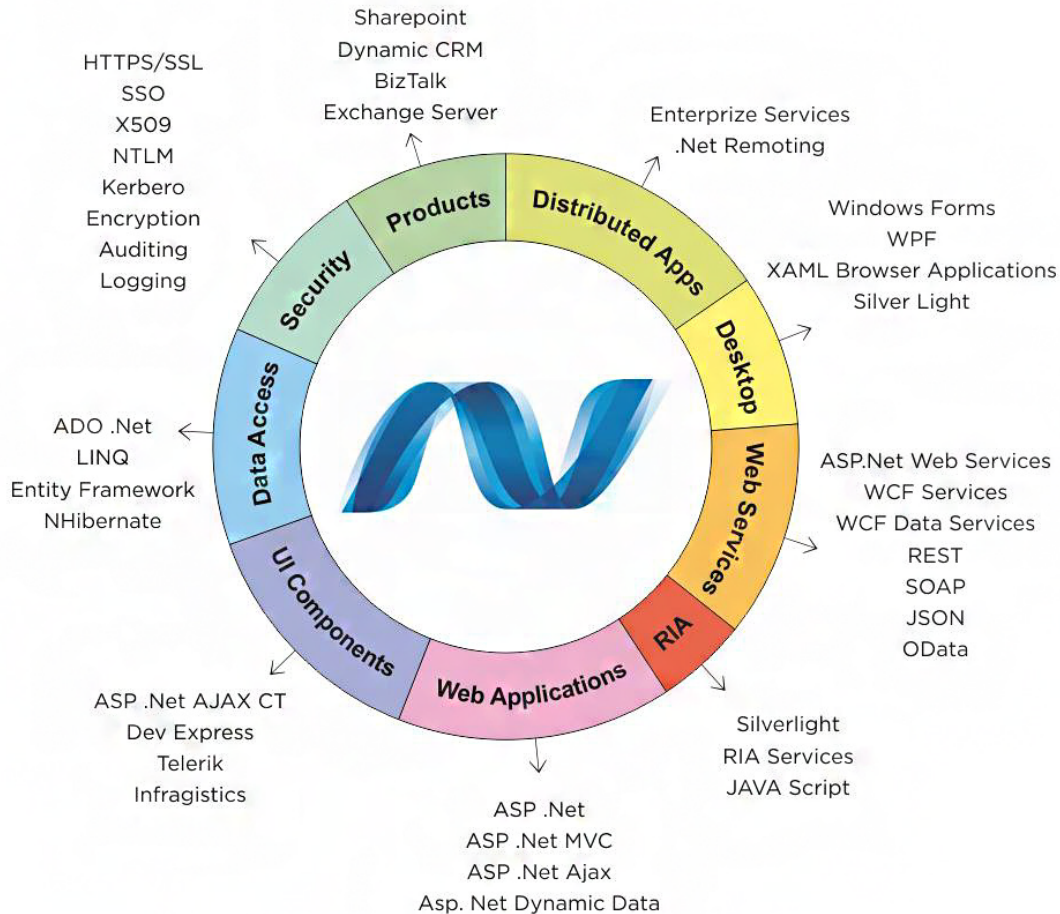 Sharepoint
Dynamic CRM
BizTalk
Exchange Server
Products
Enterprize Services
.Net Remoting
Distributed Apps
Windows Forms
WPF
XAML Browser Applications
Silver Light
Desktop
ASP.Net Web Services
WCF Services
WCF Data Services
REST
SOAP
JSON
OData
Web Services
Silverlight
RIA Services
JAVA Script
RIA
ASP .Net
ASP .Net MVC
ASP .Net Ajax
Asp. Net Dynamic Data
Web Applications
ASP .Net AJAX CT
Dev Express
Telerik
Infragistics
UI Components
ADO .Net
LINQ
Entity Framework
NHibernate
Data Access
HTTPS/SSL
SSO
X509
NTLM
Kerbero
Encryption
Auditing
Logging
Security